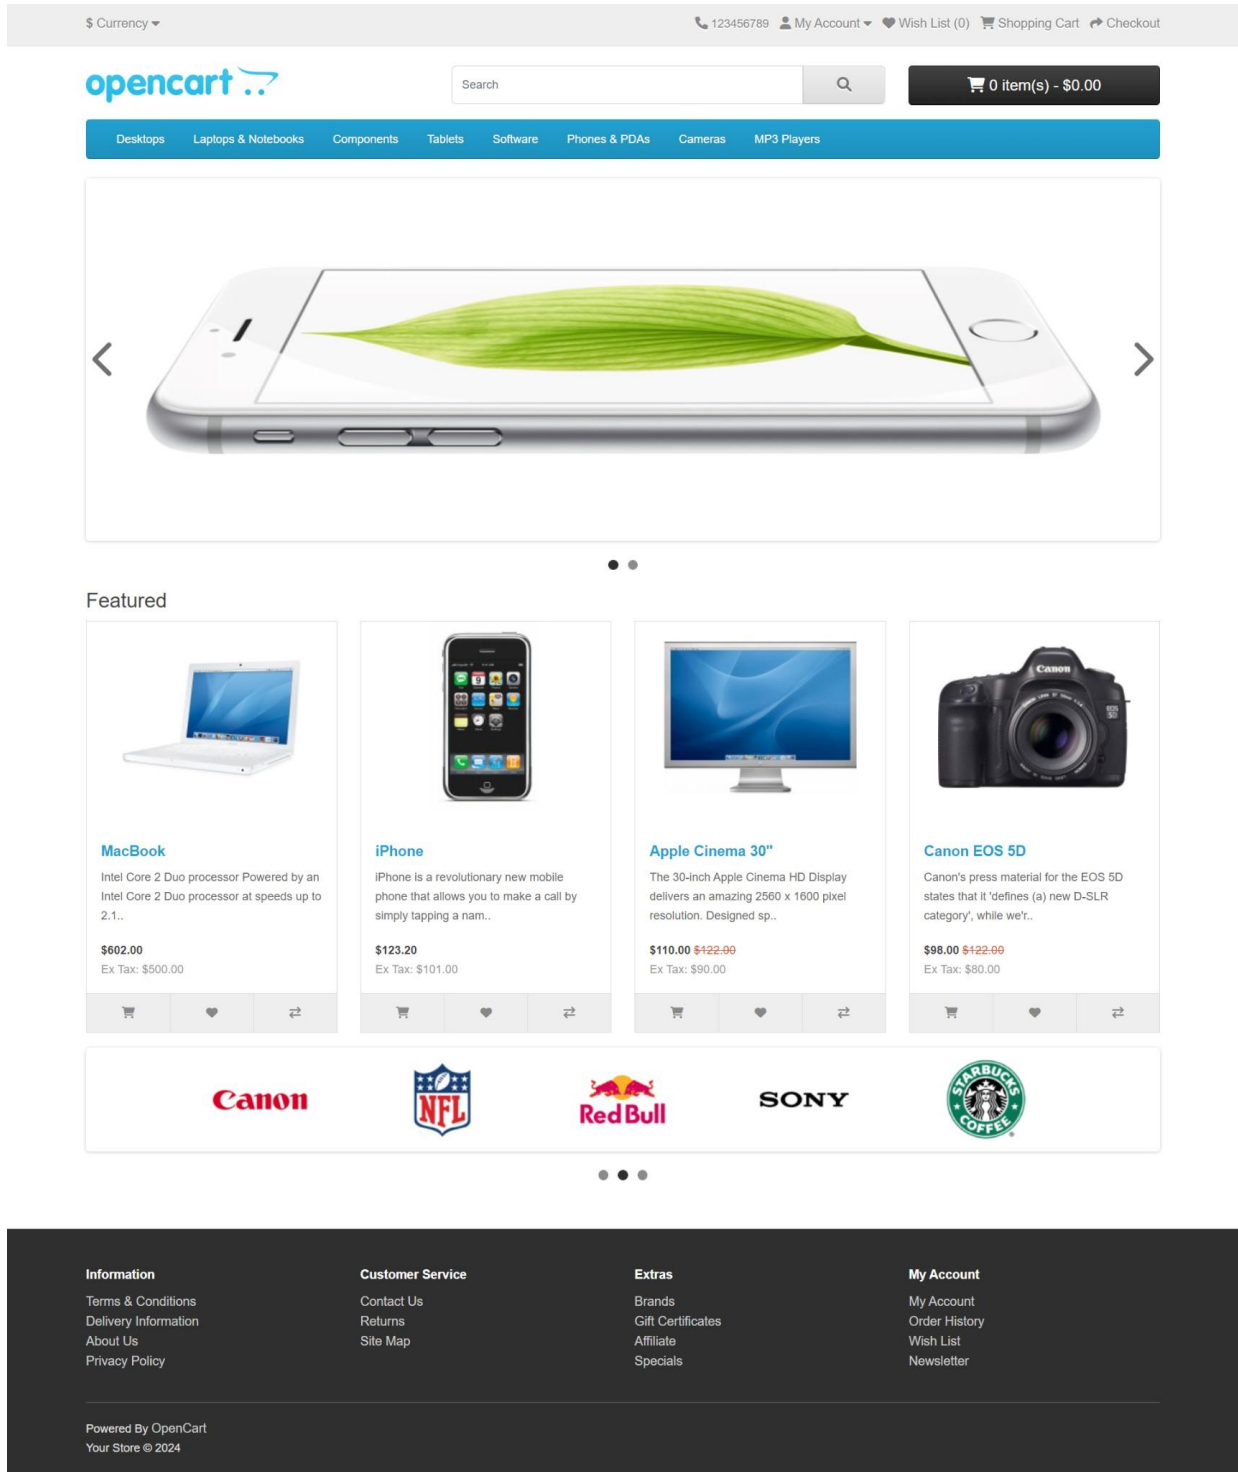 $ Currency
123456789 My Account Wish List (0) Shopping Cart Checkout
opencart
Search
0 item(s) - $0.00
Desktops Laptops & Notebooks Components Tablets Software Phones & PDAs Cameras MP3 Players
Featured
Canon
EOS
5D
MacBook
Intel Core 2 Duo processor Powered by an
Intel Core 2 Duo processor at speeds up to
2.1..
$602.00
Ex Tax: $500.00
iPhone
iPhone is a revolutionary new mobile
phone that allows you to make a call by
simply tapping a nam..
$123.20
Ex Tax: $101.00
Apple Cinema 30"
The 30-inch Apple Cinema HD Display
delivers an amazing 2560 x 1600 pixel
resolution. Designed sp..
$110.00 $122.00
Ex Tax: $90.00
Canon EOS 5D
Canon's press material for the EOS 5D
states that it 'defines (a) new D-SLR
category', while we'r..
$98.00 $122.00
Ex Tax: $80.00
Canon
NFL
Red Bull
SONY
STARBUCKS
COFFEE
Information
Terms & Conditions
Delivery Information
About Us
Privacy Policy
Customer Service
Contact Us
Returns
Site Map
Extras
Brands
Gift Certificates
Affiliate
Specials
My Account
My Account
Order History
Wish List
Newsletter
Powered By OpenCart
Your Store © 2024